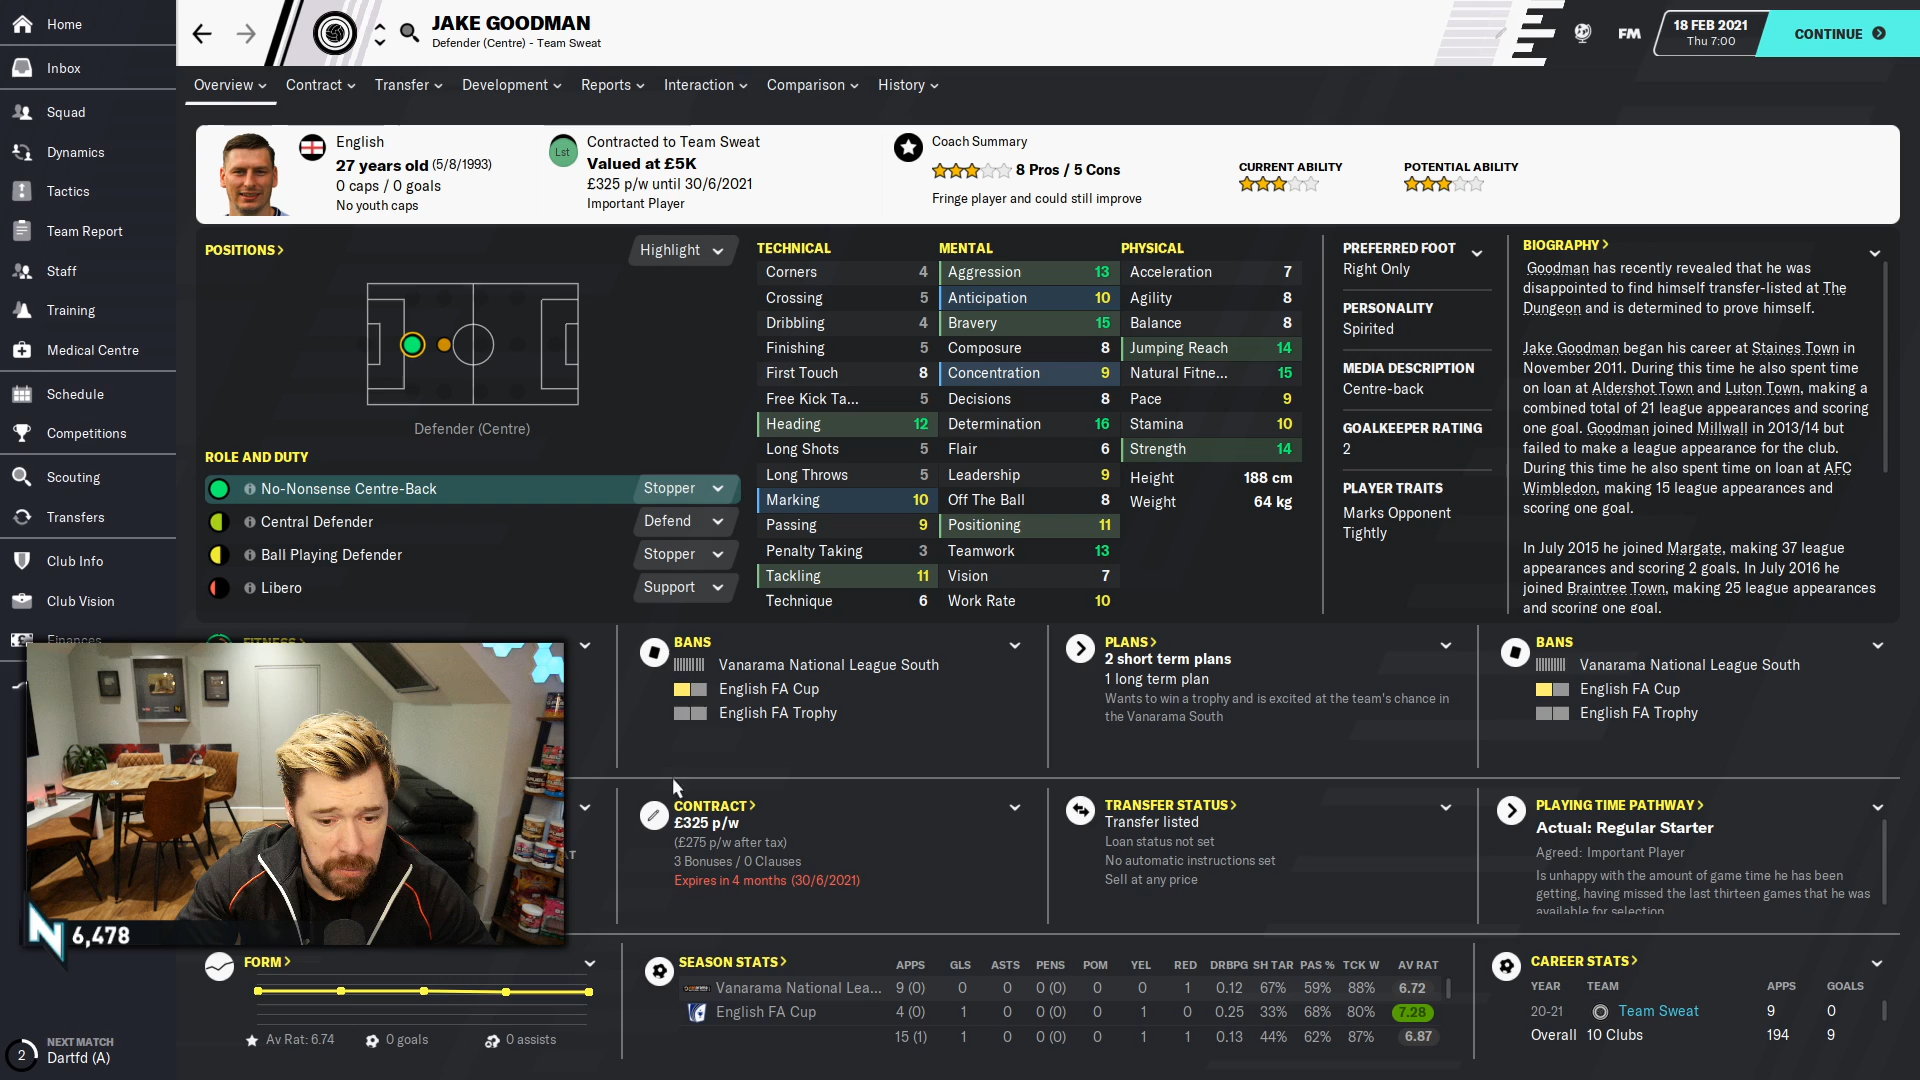 Home
Inbox
Squad
Dynamics
Tactics
Team Report
Staff
Training
Medical Centre
Schedule
Competitions
Scouting
Transfers
Club Info
Club Vision
Finances
JAKE GOODMAN
Defender (Centre) - Team Sweat
FM
18 FEB 2021
Thu 7:00
CONTINUE
Overview
Contract
Transfer
Development
Reports
Interaction
Comparison
History
English
27 years old (5/8/1993)
0 caps / 0 goals
No youth caps
Lst
Contracted to Team Sweat
Valued at £5K
£325 p/w until 30/6/2021
Important Player
Coach Summary
8 Pros / 5 Cons
Fringe player and could still improve
CURRENT ABILITY
POTENTIAL ABILITY
POSITIONS>
Highlight
Defender (Centre)
ROLE AND DUTY
No-Nonsense Centre-Back Stopper
Central Defender Defend
Ball Playing Defender Stopper
Libero Support
TECHNICAL
Corners 4
Crossing 5
Dribbling 4
Finishing 5
First Touch 8
Free Kick Ta... 5
Heading 12
Long Shots 5
Long Throws 5
Marking 10
Passing 9
Penalty Taking 3
Tackling 11
Technique 6
MENTAL
Aggression 13
Anticipation 10
Bravery 15
Composure 8
Concentration 9
Decisions 8
Determination 16
Flair 6
Leadership 9
Off The Ball 8
Positioning 11
Teamwork 13
Vision 7
Work Rate 10
PHYSICAL
Acceleration 7
Agility 8
Balance 8
Jumping Reach 14
Natural Fitne... 15
Pace 9
Stamina 10
Strength 14
Height 188 cm
Weight 64 kg
PREFERRED FOOT
Right Only
PERSONALITY
Spirited
MEDIA DESCRIPTION
Centre-back
GOALKEEPER RATING
2
PLAYER TRAITS
Marks Opponent
Tightly
BIOGRAPHY>
Goodman has recently revealed that he was
disappointed to find himself transfer-listed at The
Dungeon and is determined to prove himself.
Jake Goodman began his career at Staines Town in
November 2011. During this time he also spent time
on loan at Aldershot Town and Luton Town, making a
combined total of 21 league appearances and scoring
one goal. Goodman joined Millwall in 2013/14 but
failed to make a league appearance for the club.
During this time he also spent time on loan at AFC
Wimbledon, making 15 league appearances and
scoring one goal.
In July 2015 he joined Margate, making 37 league
appearances and scoring 2 goals. In July 2016 he
joined Braintree Town, making 25 league appearances
and scoring one goal.
FITNESS>
BANS
Vanarama National League South
English FA Cup
English FA Trophy
PLANS>
2 short term plans
1 long term plan
Wants to win a trophy and is excited at the team's chance in
the Vanarama South
BANS
Vanarama National League South
English FA Cup
English FA Trophy
CONTRACT>
£325 p/w
(£275 p/w after tax)
3 Bonuses / 0 Clauses
Expires in 4 months (30/6/2021)
TRANSFER STATUS>
Transfer listed
Loan status not set
No automatic instructions set
Sell at any price
PLAYING TIME PATHWAY>
Actual: Regular Starter
Agreed: Important Player
Is unhappy with the amount of game time he has been
getting, having missed the last thirteen games that he was
available for selection
N 6,478
FORM>
Av Rat: 6.74
0 goals
0 assists
SEASON STATS> APPS GLS ASTS PENS POM YEL RED DRBPG SH TAR PAS % TCK W AV RAT
Vanarama National Lea... 9 (0) 0 0 0 (0) 0 0 1 0.12 67% 59% 88% 6.72
English FA Cup 4 (0) 1 0 0 (0) 0 1 0 0.25 33% 68% 80% 7.28
15 (1) 1 0 0 (0) 0 1 1 0.13 44% 62% 87% 6.87
CAREER STATS>
YEAR TEAM APPS GOALS
20-21 Team Sweat 9 0
Overall 10 Clubs 194 9
2
NEXT MATCH
Dartfd (A)